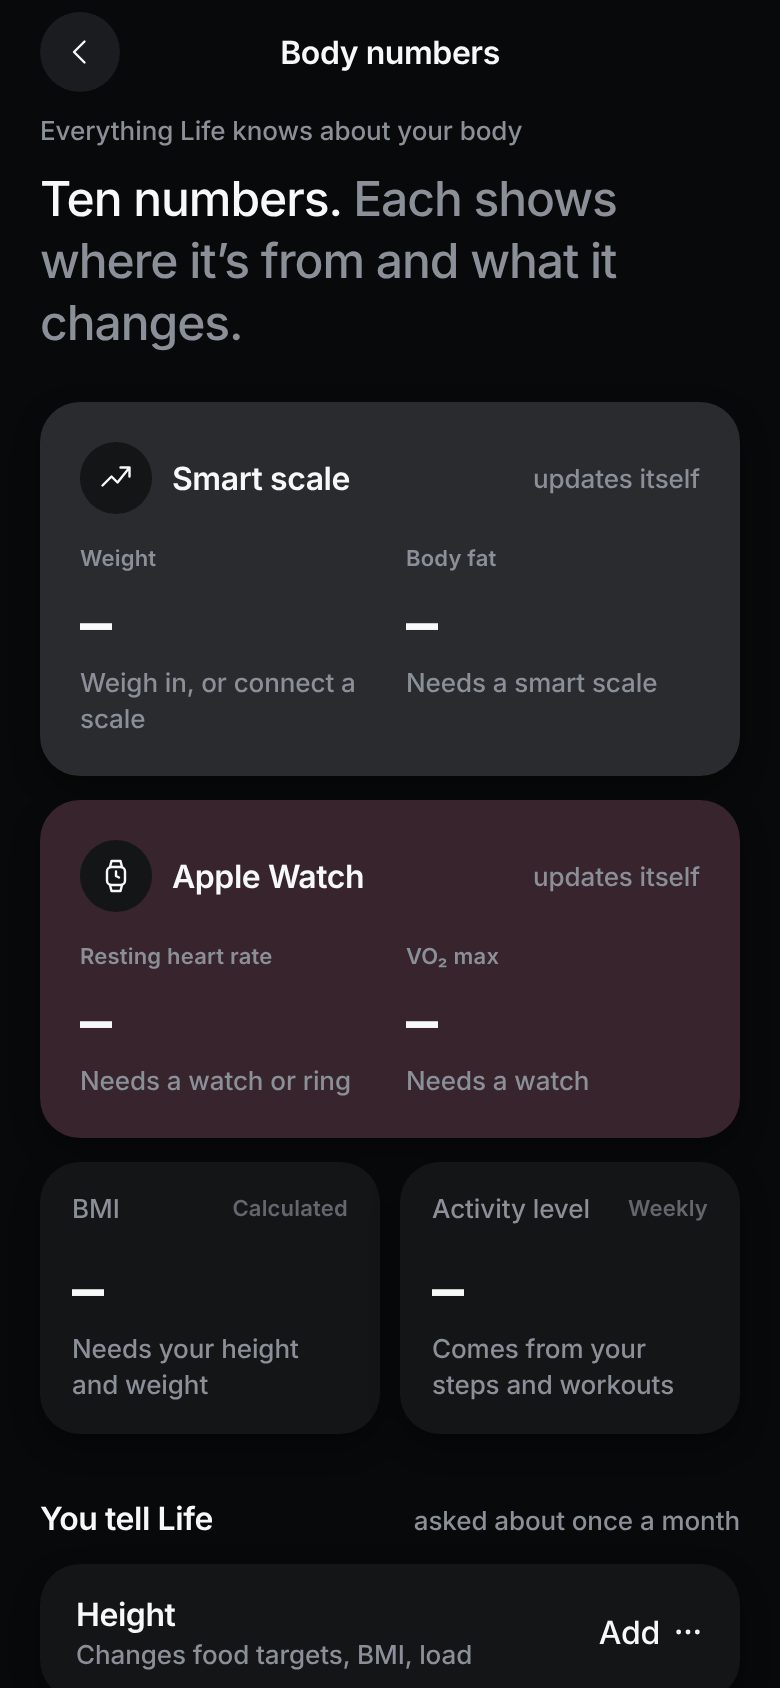 Body numbers
Everything Life knows about your body
Ten numbers. Each shows
where it’s from and what it
changes.
Smart scale
updates itself
Weight
Body fat
–
–
Weigh in, or connect a
scale
Needs a smart scale
Apple Watch
updates itself
Resting heart rate
VO₂ max
–
–
Needs a watch or ring
Needs a watch
BMI
Calculated
–
Needs your height
and weight
Activity level
Weekly
–
Comes from your
steps and workouts
You tell Life
asked about once a month
Height
Changes food targets, BMI, load
Add ···